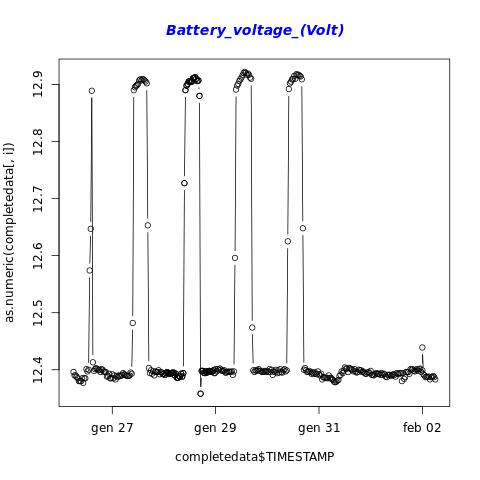 Battery_voltage_(Volt)
as.numeric(completedata[, i])
12.9
12.8
12.7
12.6
12.5
12.4
gen 27
gen 29
gen 31
feb 02
completedata$TIMESTAMP